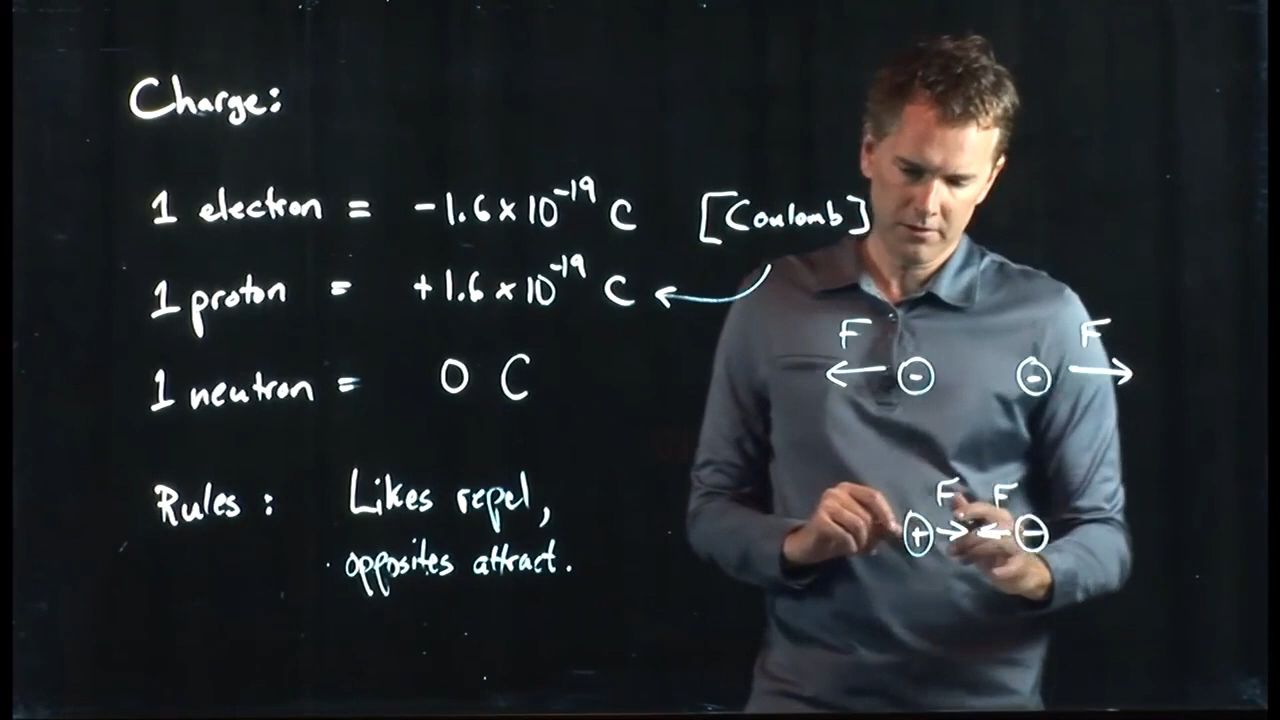 Charge:
1 electron = -1.6 x 10^-19 C [Coulomb]
1 proton = +1.6 x 10^-19 C
1 neutron = 0 C
F F
- -
Rules: Likes repel,
F F
+ -
opposites attract.